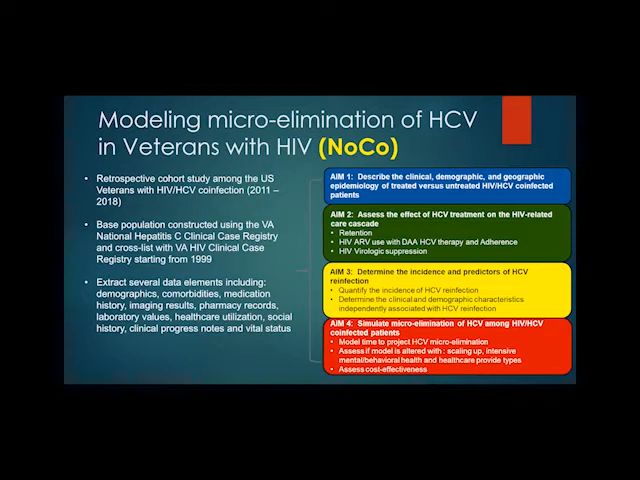 Modeling micro-elimination of HCV
in Veterans with HIV (NoCo)
• Retrospective cohort study among the US
Veterans with HIV/HCV coinfection (2011 –
2018)
• Base population constructed using the VA
National Hepatitis C Clinical Case Registry
and cross-list with VA HIV Clinical Case
Registry starting from 1999
• Extract several data elements including:
demographics, comorbidities, medication
history, imaging results, pharmacy records,
laboratory values, healthcare utilization, social
history, clinical progress notes and vital status
AIM 1: Describe the clinical, demographic, and geographic
epidemiology of treated versus untreated HIV/HCV coinfected
patients
AIM 2: Assess the effect of HCV treatment on the HIV-related
care cascade
• Retention
• HIV ARV use with DAA HCV therapy and Adherence
• HIV Virologic suppression
AIM 3: Determine the incidence and predictors of HCV
reinfection
• Quantify the incidence of HCV reinfection
• Determine the clinical and demographic characteristics
independently associated with HCV reinfection
AIM 4: Simulate micro-elimination of HCV among HIV/HCV
coinfected patients
• Model time to project HCV micro-elimination
• Assess if model is altered with : scaling up, intensive
mental/behavioral health and healthcare provide types
• Assess cost-effectiveness